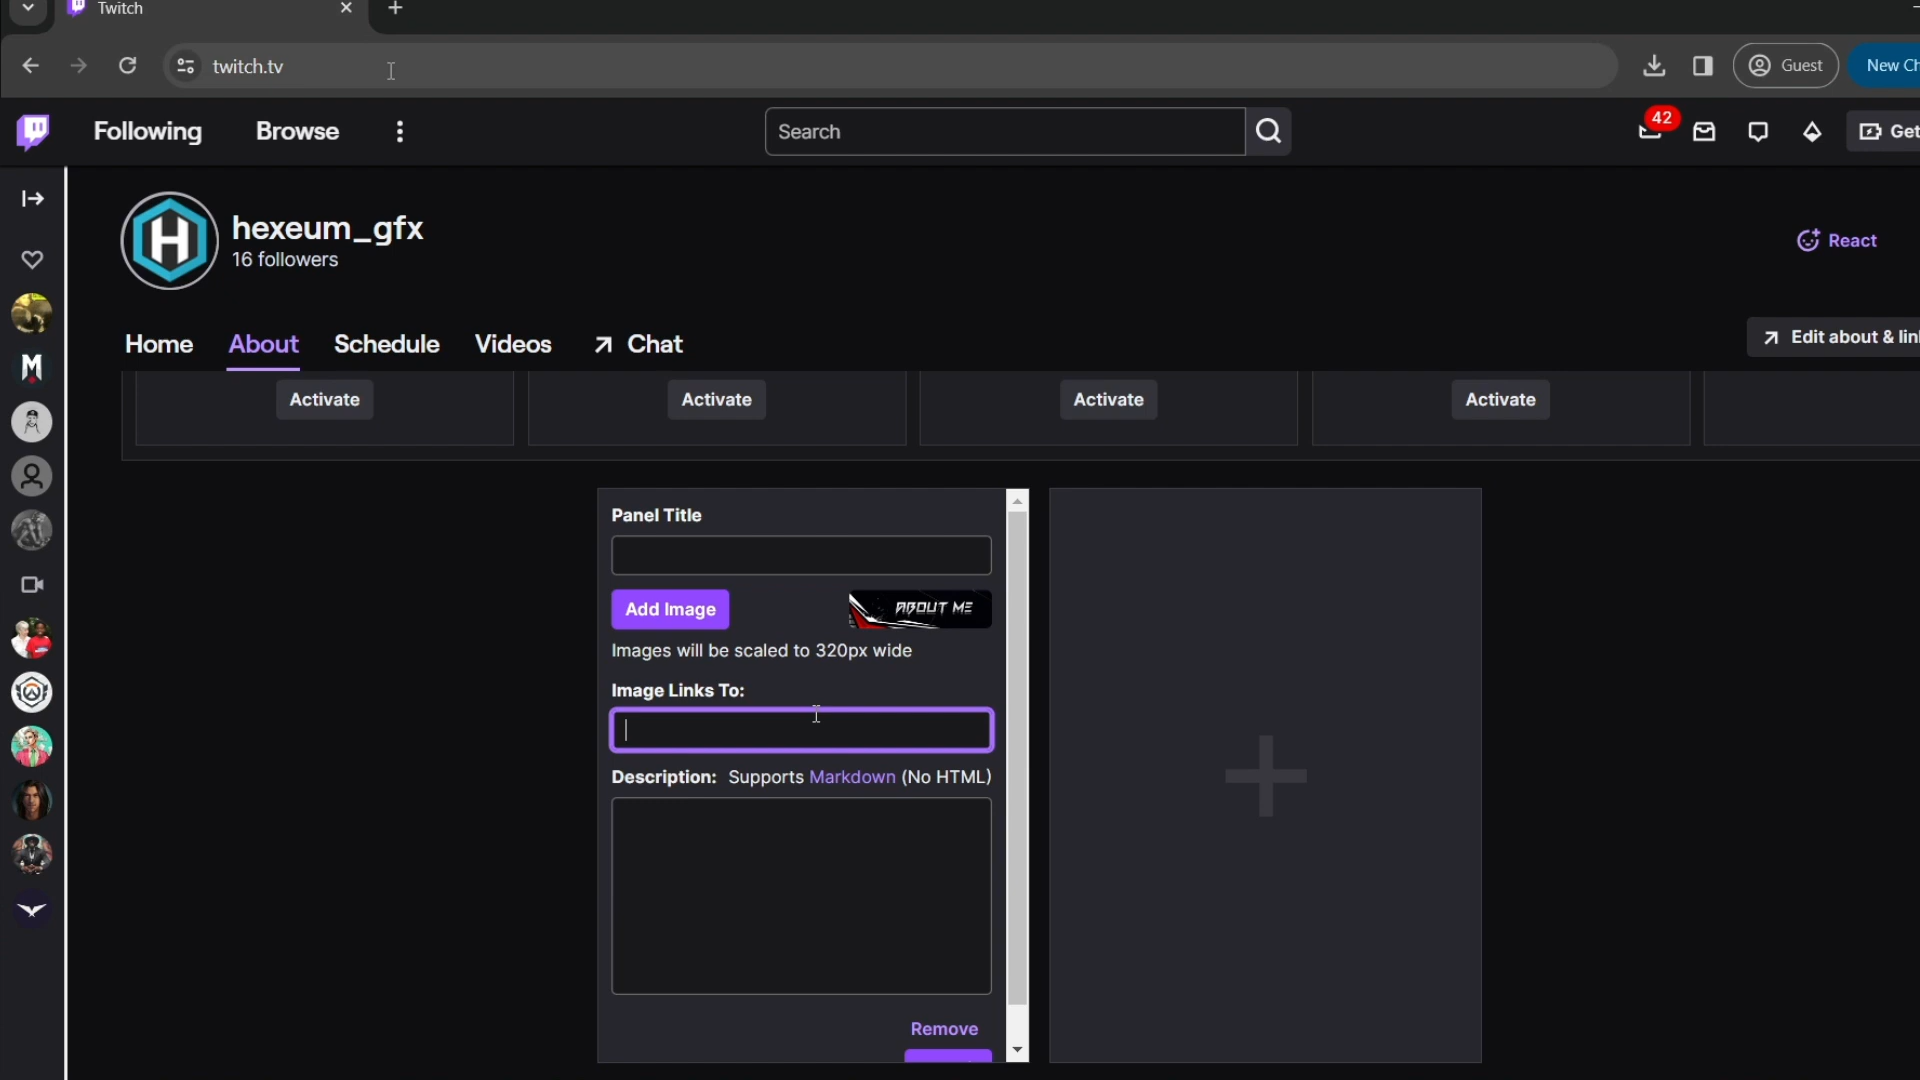 Twitch
twitch.tv
Guest
New Ch
Following
Browse
Search
42
Get
hexeum_gfx
16 followers
React
Home
About
Schedule
Videos
Chat
Edit about & lin
Activate
Activate
Activate
Activate
Panel Title
Add Image
ABOUT ME
Images will be scaled to 320px wide
Image Links To:
Description: Supports Markdown (No HTML)
Remove